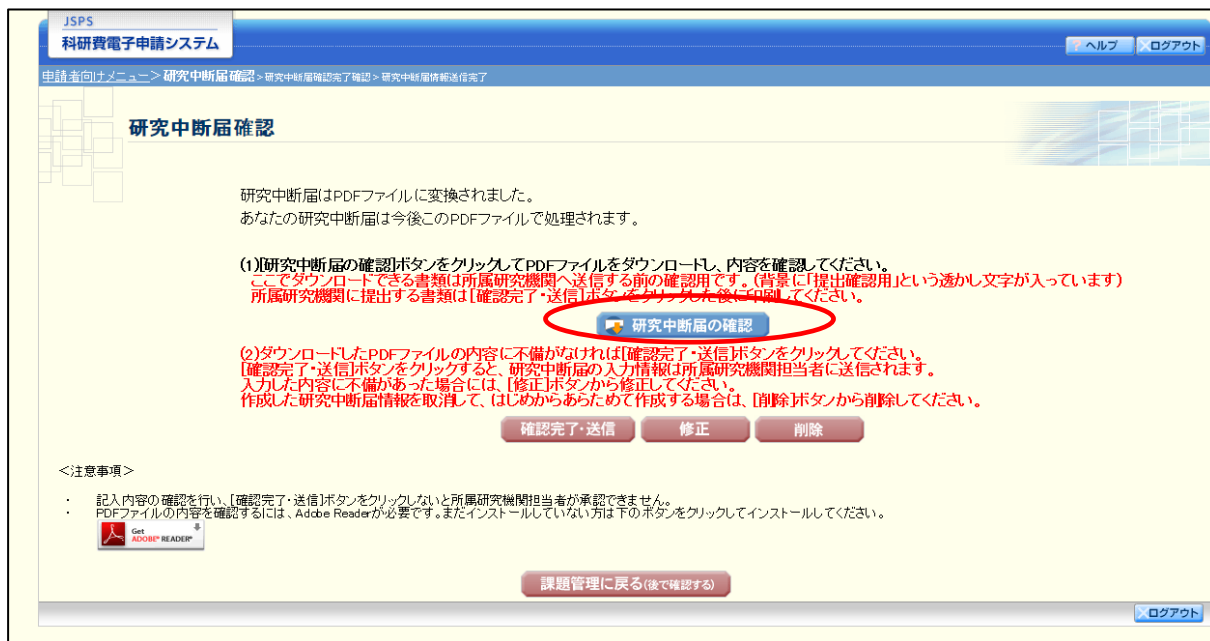 JSPS
科研費電子申請システム
ヘルプ
ログアウト
申請者向けメニュー>研究中断届確認>研究中断届確認完了確認>研究中断届情報送信完了
研究中断届確認
研究中断届はPDFファイルに変換されました。
あなたの研究中断届は今後このPDFファイルで処理されます。
(1)[研究中断届の確認]ボタンをクリックしてPDFファイルをダウンロードし、内容を確認してください。
ここでダウンロードできる書類は所属研究機関へ送信する前の確認用です。(背景に「提出確認用」という透かし文字が入っています)
所属研究機関に提出する書類は[確認完了・送信]ボタンをクリックした後に印刷してください。
研究中断届の確認
(2)ダウンロードしたPDFファイルの内容に不備がなければ[確認完了・送信]ボタンをクリックしてください。
[確認完了・送信]ボタンをクリックすると、研究中断届の入力情報は所属研究機関担当者に送信されます。
入力した内容に不備があった場合には、[修正]ボタンから修正してください。
作成した研究中断届情報を取消して、はじめからあらためて作成する場合は、[削除]ボタンから削除してください。
確認完了・送信
修正
削除
<注意事項>
・ 記入内容の確認を行い、[確認完了・送信]ボタンをクリックしないと所属研究機関担当者が承認できません。
・ PDFファイルの内容を確認するには、Adobe Readerが必要です。まだインストールしていない方は下のボタンをクリックしてインストールしてください。
Get
ADOBE® READER®
課題管理に戻る(後で確認する)
ログアウト